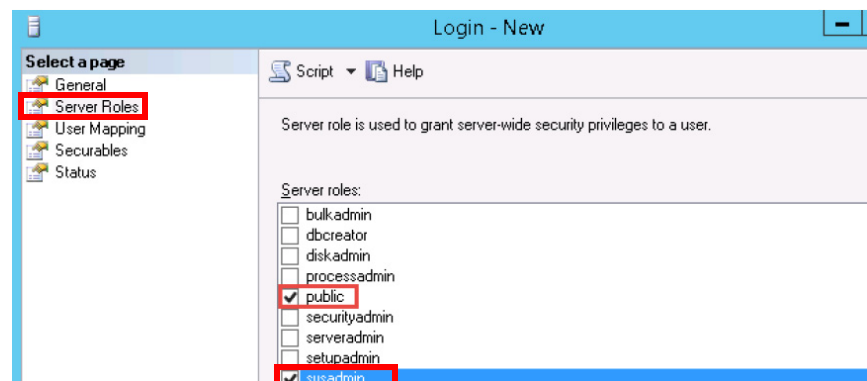 Login - New
Select a page
General
Server Roles
User Mapping
Securables
Status
Script Help
Server role is used to grant server-wide security privileges to a user.
Server roles:
bulkadmin
dbcreator
diskadmin
processadmin
public
securityadmin
serveradmin
setupadmin
sysadmin